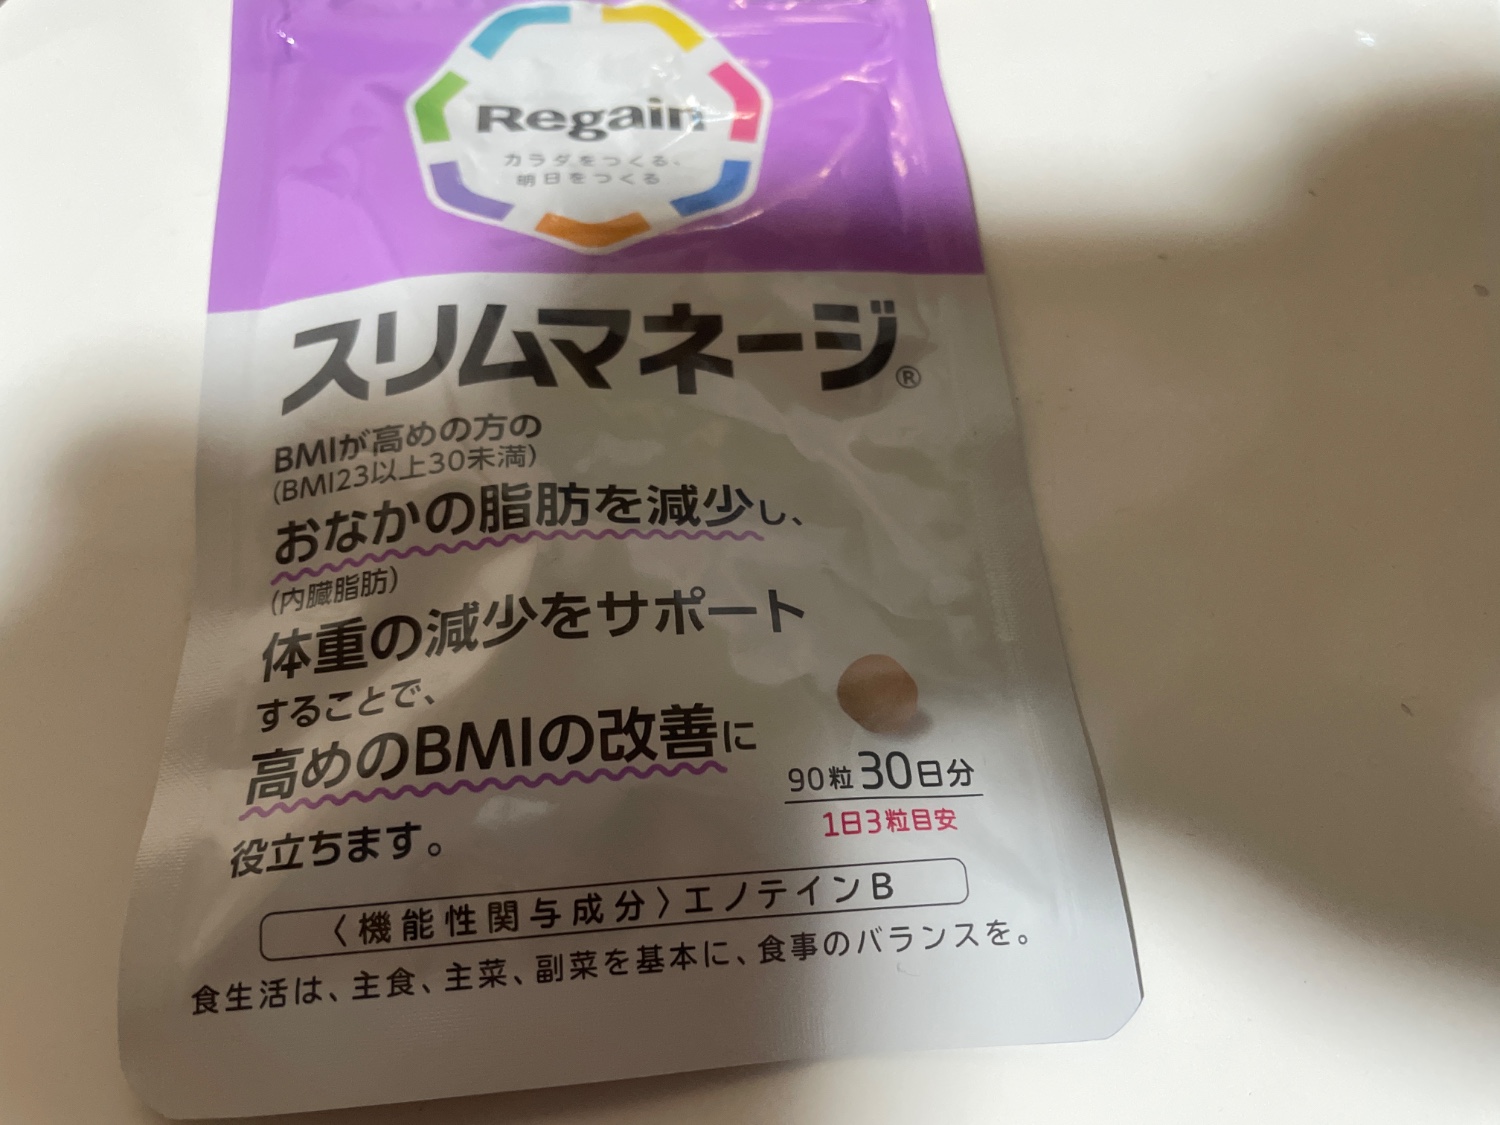 Regain
カラダをつくる、
明日をつくる
スリムマネージ®
BMIが高めの方の
(BMI23以上30未満)
おなかの脂肪を減少し、
(内臓脂肪)
体重の減少をサポート
することで、
高めのBMIの改善に
役立ちます。
90粒30日分
1日3粒目安
〈機能性関与成分〉エノテインB
食生活は、主食、主菜、副菜を基本に、食事のバランスを。